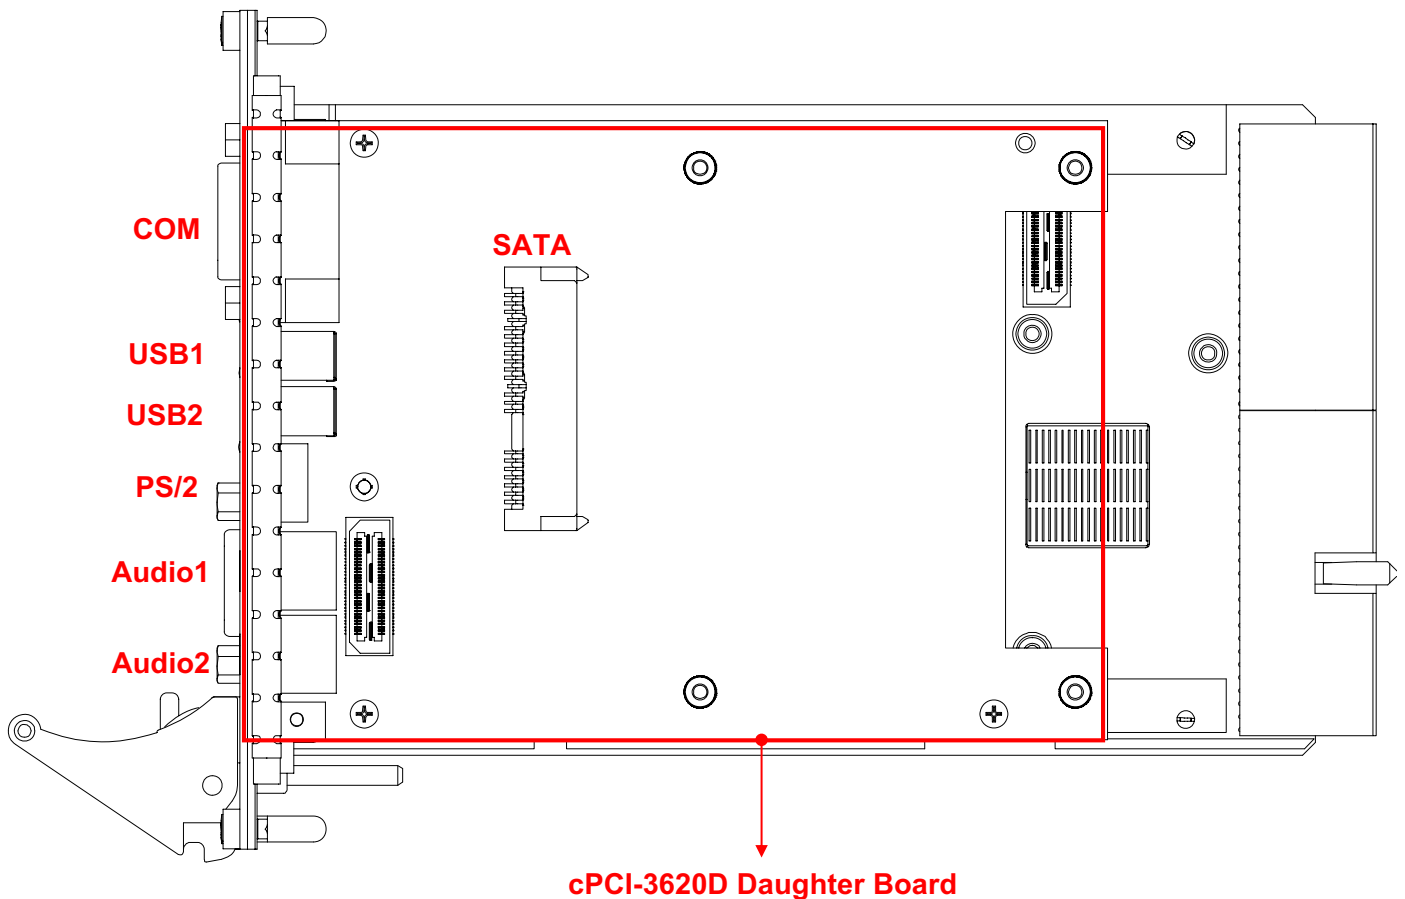 COM
SATA
USB1
USB2
PS/2
Audio1
Audio2
cPCI-3620D Daughter Board